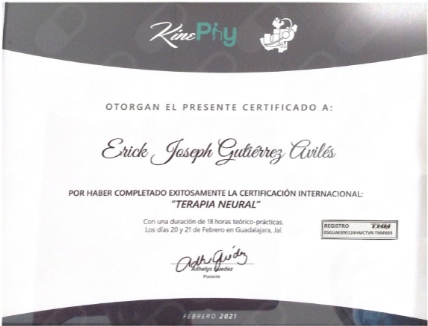 KinePhy
OTORGAN EL PRESENTE CERTIFICADO A:
Erick Joseph Gutiérrez Avilés
POR HABER COMPLETADO EXITOSAMENTE LA CERTIFICACIÓN INTERNACIONAL:
"TERAPIA NEURAL"
Con una duración de 18 horas teórico-prácticas.
Los días 20 y 21 de Febrero en Guadalajara, Jal.
REGISTRO THM
Ponente
FEBRERO 2021